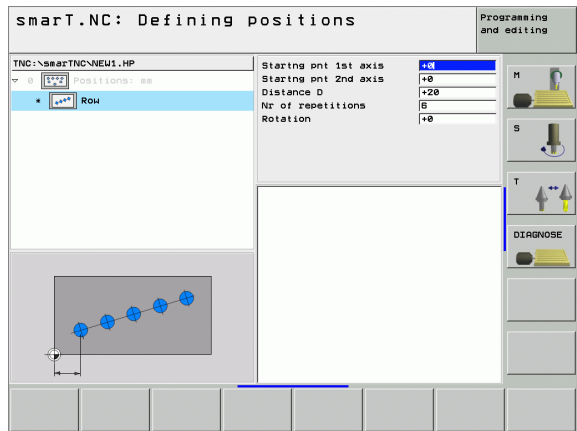 smarT.NC: Defining positions
Programming
and editing
TNC:\smarTNC\NEW1.HP
0 Positions: mm
* Row
Startng pnt 1st axis +0
Startng pnt 2nd axis +0
Distance D +20
Nr of repetitions 6
Rotation +0
M
S
T
DIAGNOSE